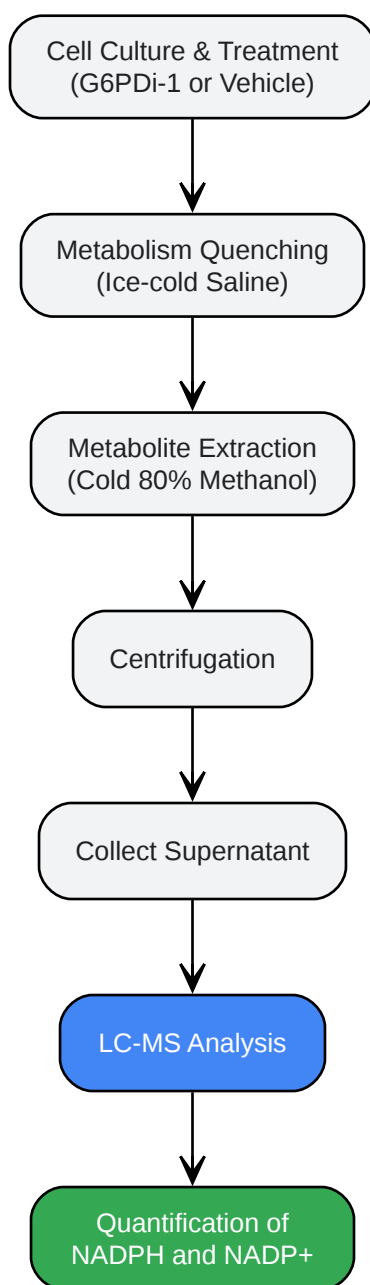 Cell Culture & Treatment
(G6PDi-1 or Vehicle)
Metabolism Quenching
(Ice-cold Saline)
Metabolite Extraction
(Cold 80% Methanol)
Centrifugation
Collect Supernatant
LC-MS Analysis
Quantification of
NADPH and NADP+